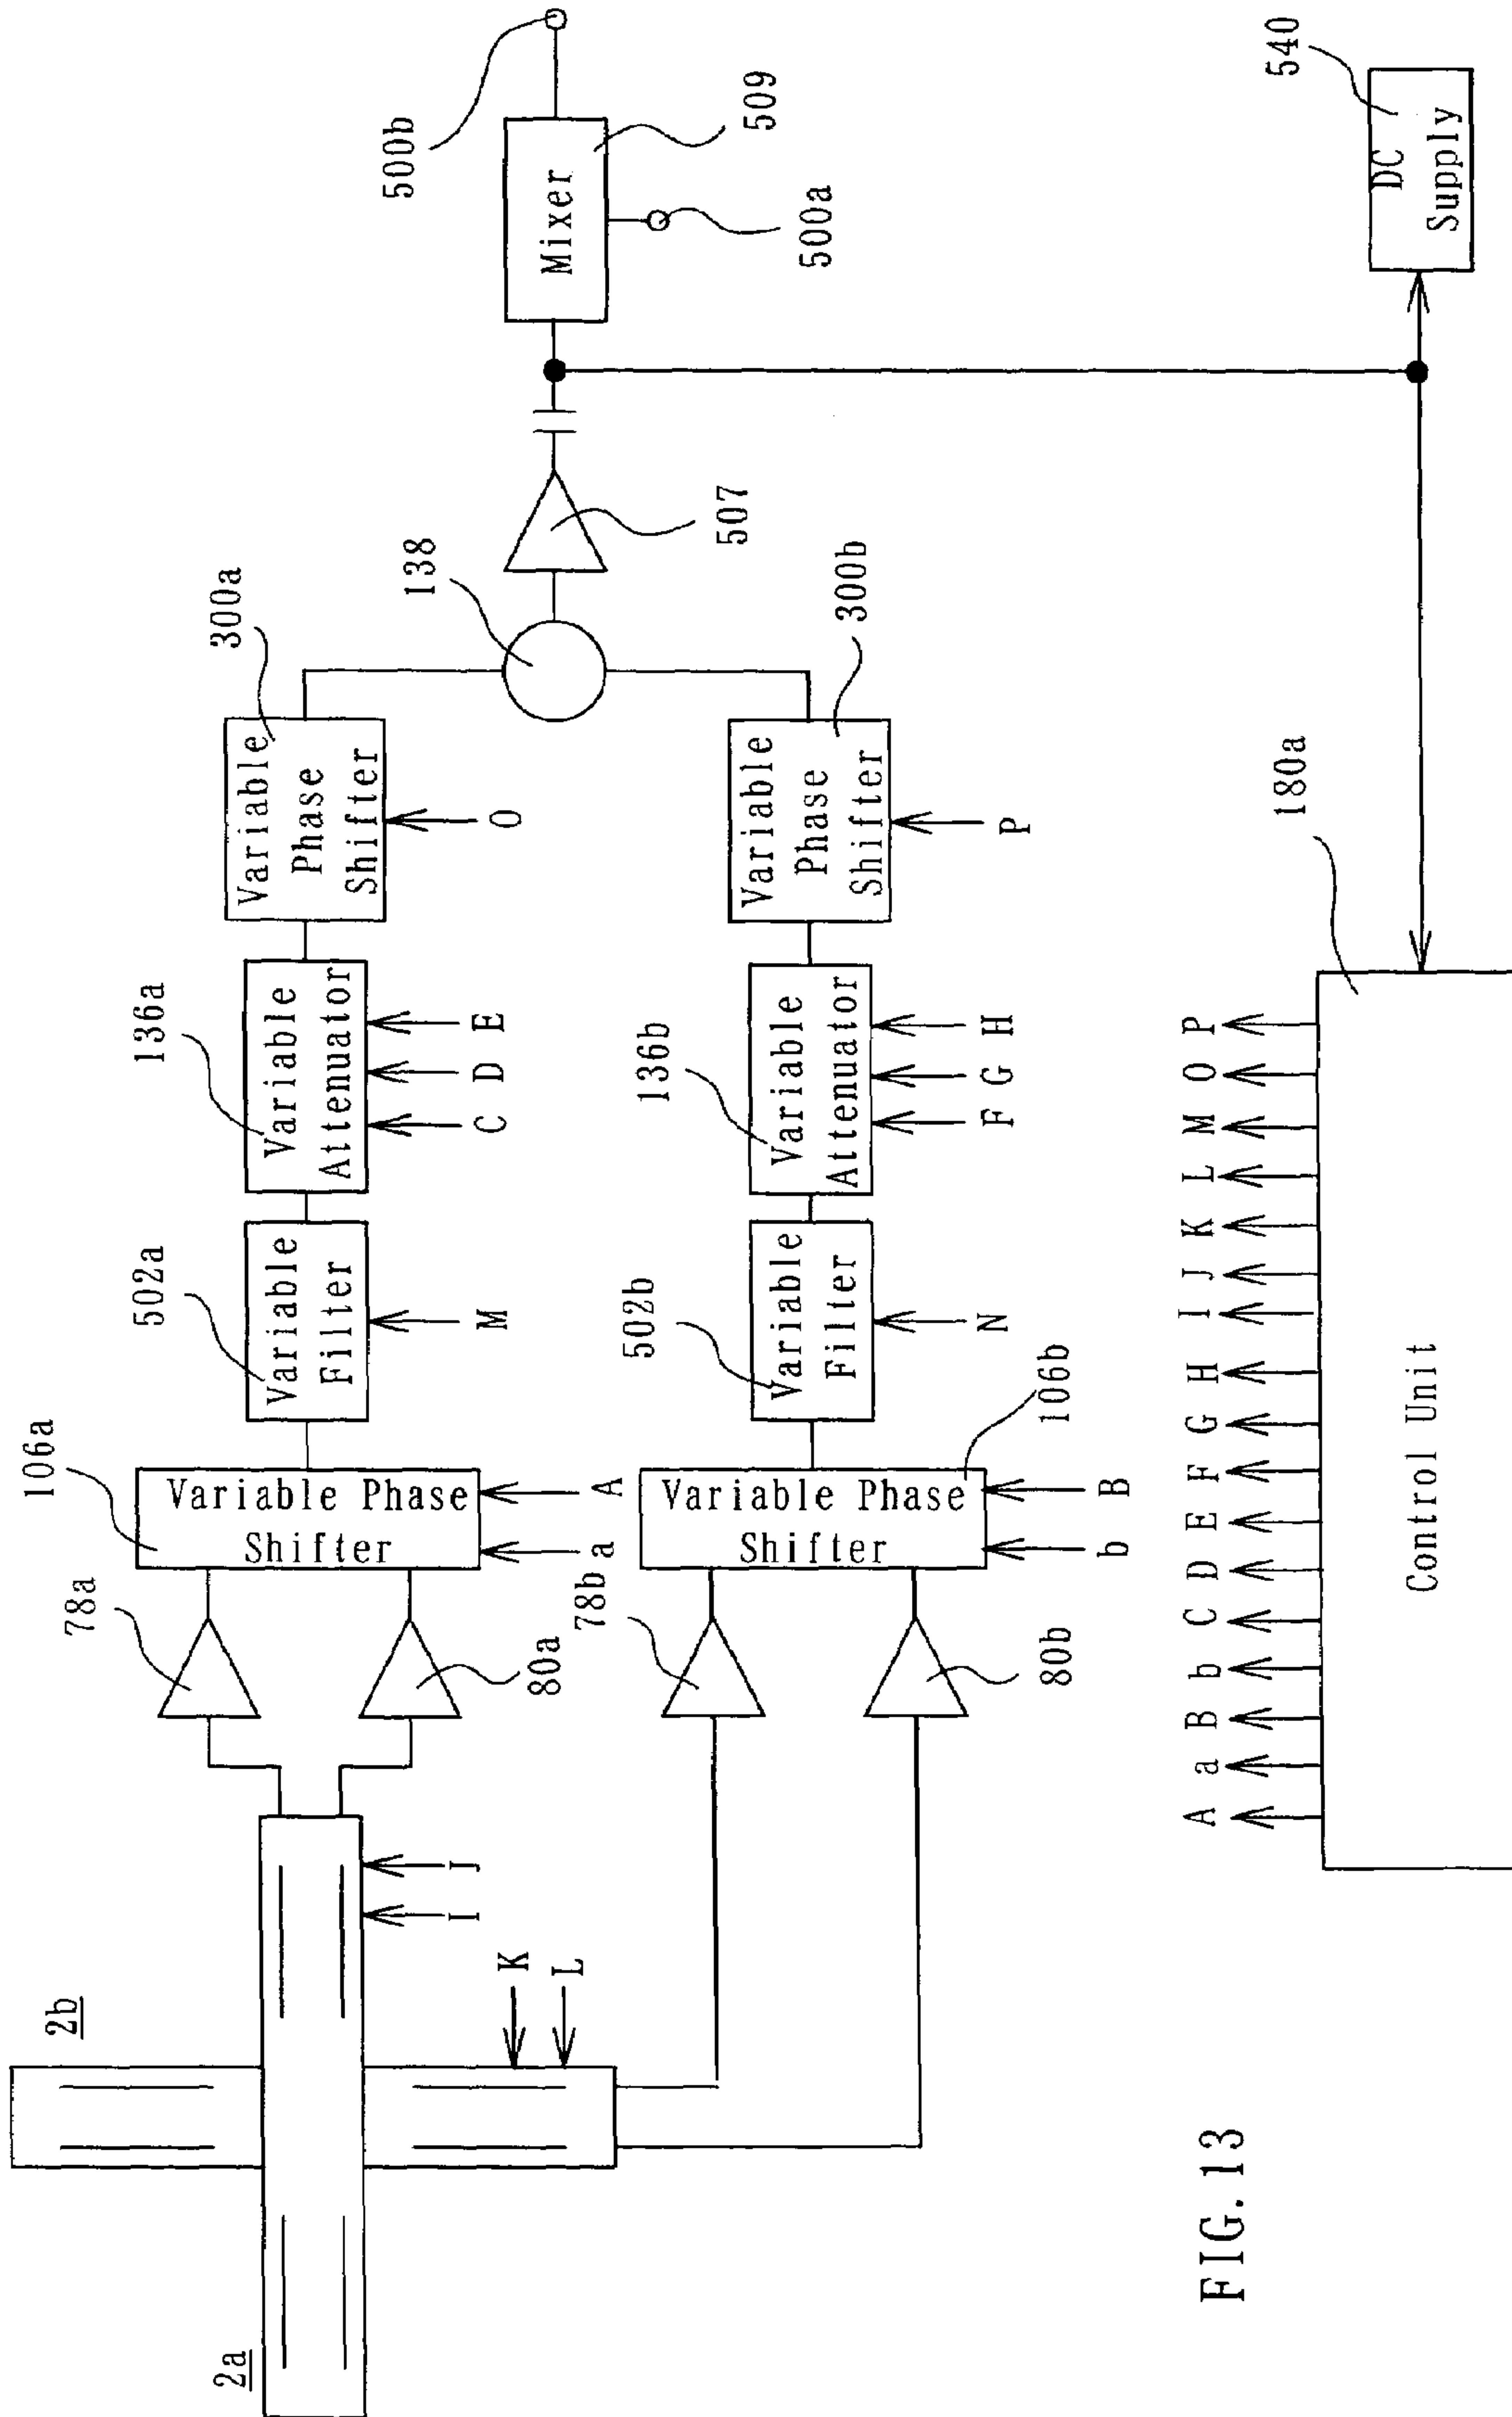 2a
2b
I
J
K
L
78a
80a
78b
80b
106a
Variable Phase
Shifter
a
A
106b
Variable Phase
Shifter
b
B
502a
Variable
Filter
M
502b
Variable
Filter
N
136a
Variable
Attenuator
C
D
E
136b
Variable
Attenuator
F
G
H
300a
Variable
Phase
Shifter
O
300b
Variable
Phase
Shifter
P
138
507
Mixer
509
500a
500b
DC
Supply
540
180a
A
a
B
b
C
D
E
F
G
H
I
J
K
L
M
O
P
Control Unit
FIG. 13